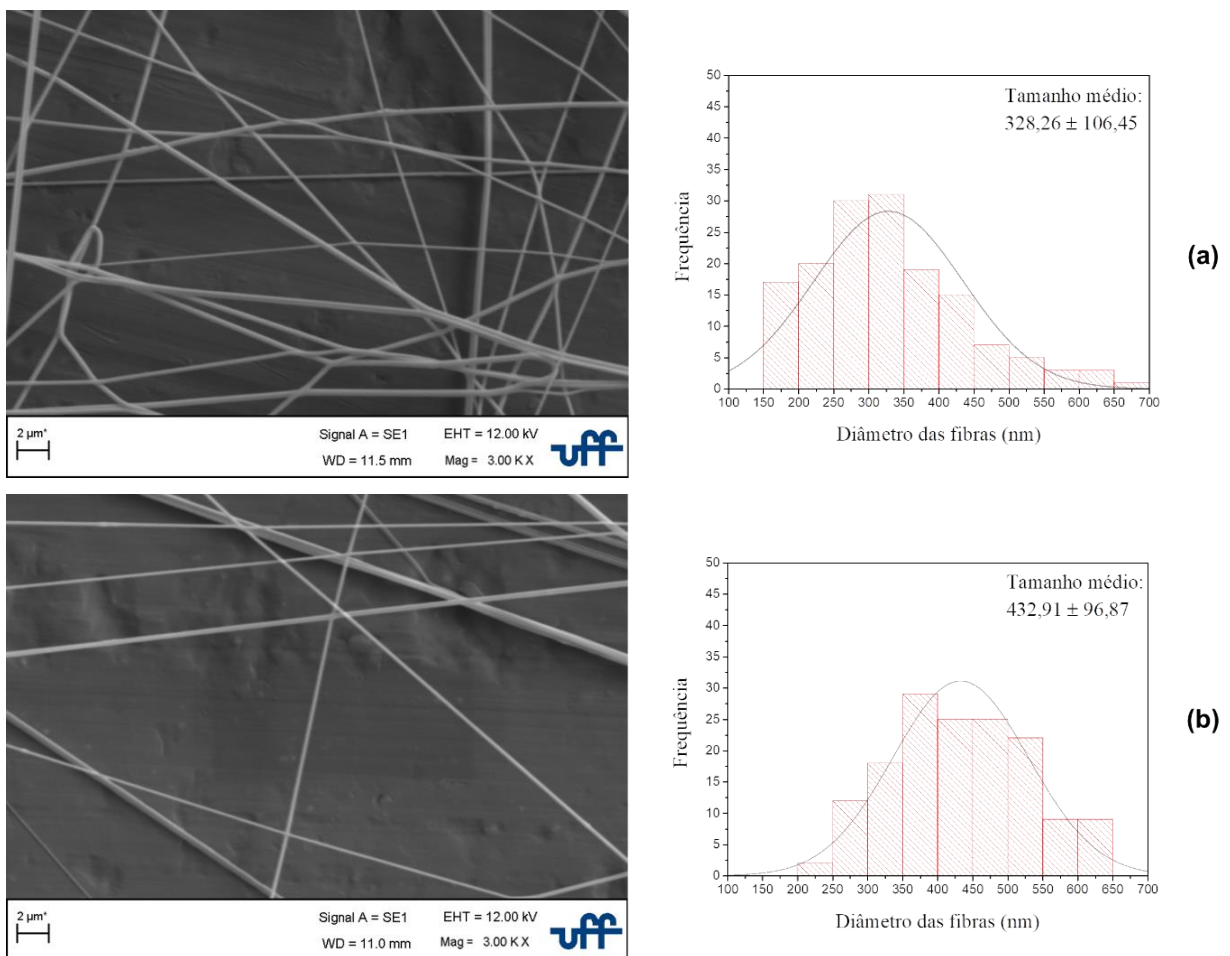 2 µm*
Signal A = SE1 EHT = 12.00 kV
WD = 11.5 mm Mag = 3.00 K X
uff
50
45
40
35
30
25
20
15
10
5
0
Frequência
Tamanho médio:
328,26 ± 106,45
100 150 200 250 300 350 400 450 500 550 600 650 700
Diâmetro das fibras (nm)
(a)
2 µm*
Signal A = SE1 EHT = 12.00 kV
WD = 11.0 mm Mag = 3.00 K X
uff
50
45
40
35
30
25
20
15
10
5
0
Frequência
Tamanho médio:
432,91 ± 96,87
100 150 200 250 300 350 400 450 500 550 600 650 700
Diâmetro das fibras (nm)
(b)